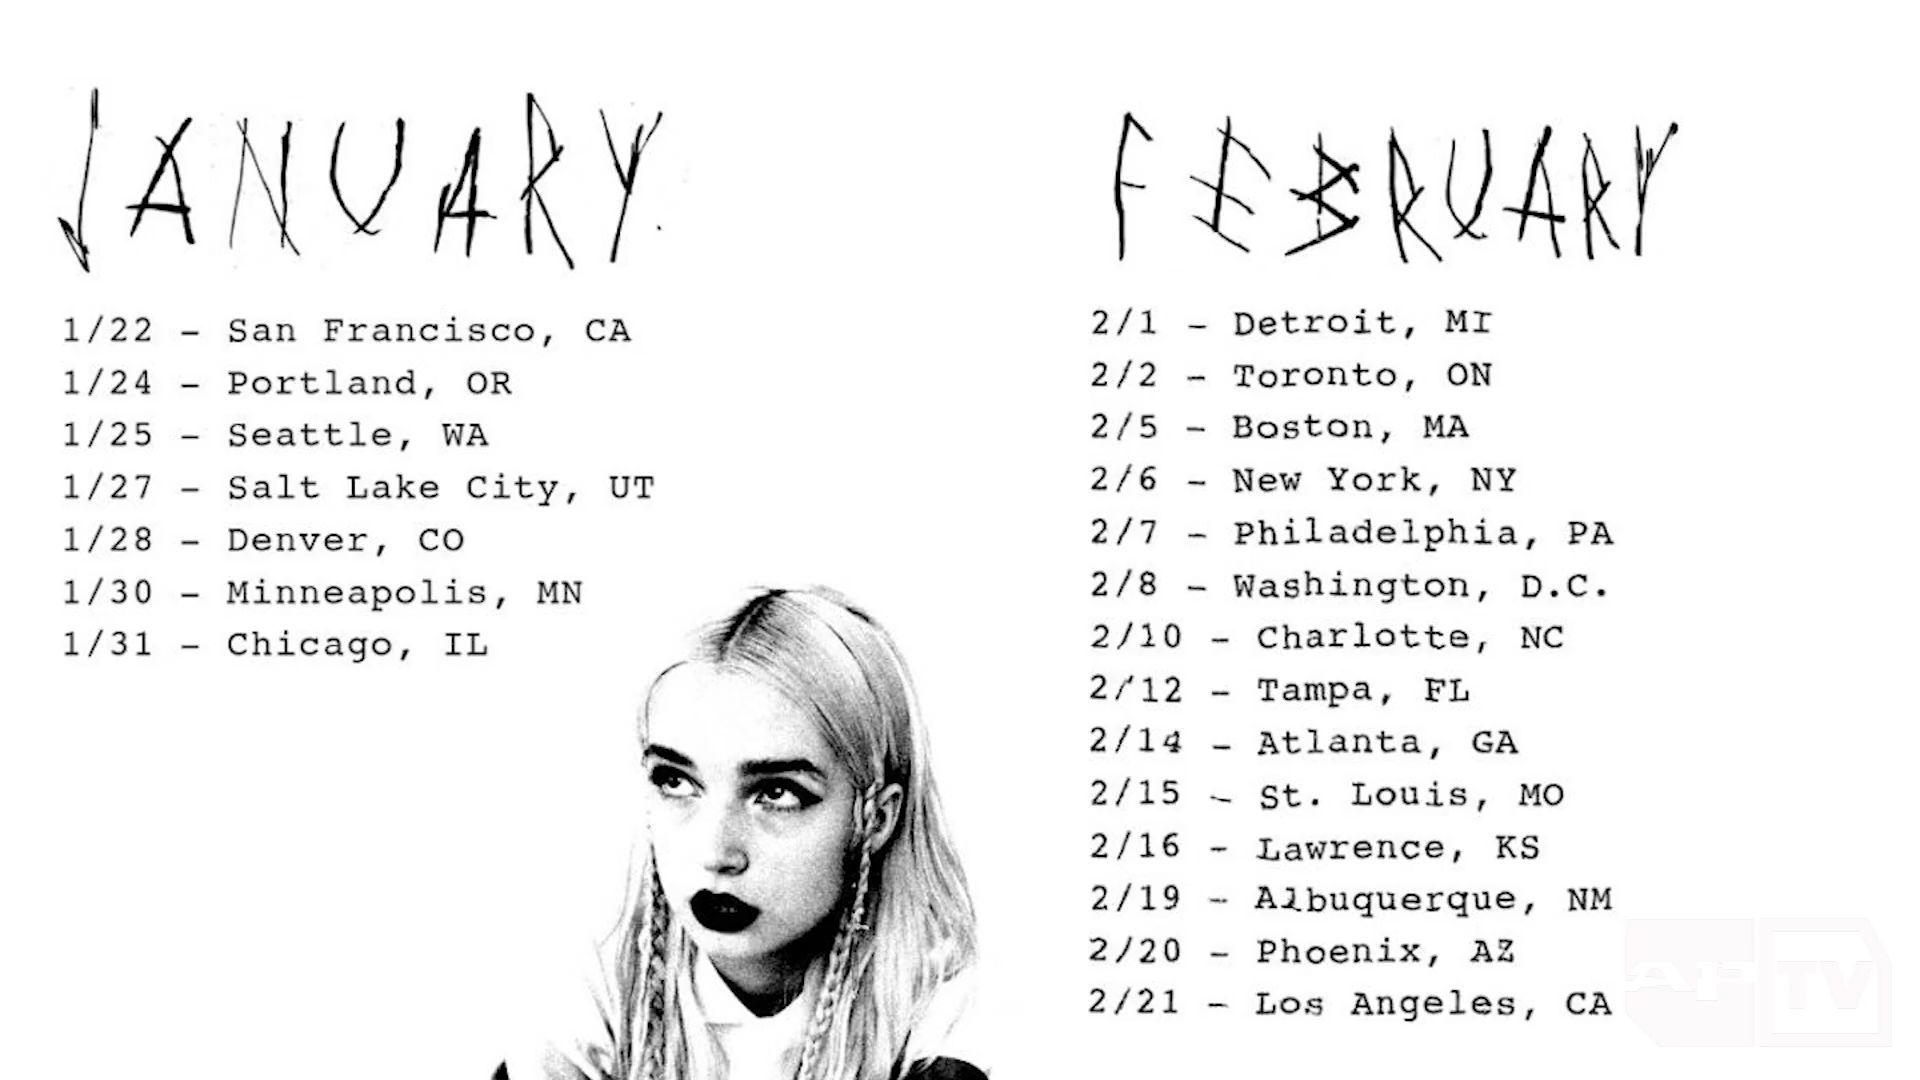 JANUARY.
1/22 - San Francisco, CA
1/24 - Portland, OR
1/25 - Seattle, WA
1/27 - Salt Lake City, UT
1/28 - Denver, CO
1/30 - Minneapolis, MN
1/31 - Chicago, IL
FEBRUARY
2/1 - Detroit, MI
2/2 - Toronto, ON
2/5 - Boston, MA
2/6 - New York, NY
2/7 - Philadelphia, PA
2/8 - Washington, D.C.
2/10 - Charlotte, NC
2/12 - Tampa, FL
2/14 - Atlanta, GA
2/15 - St. Louis, MO
2/16 - Lawrence, KS
2/19 - Albuquerque, NM
2/20 - Phoenix, AZ
2/21 - Los Angeles, CA
TV